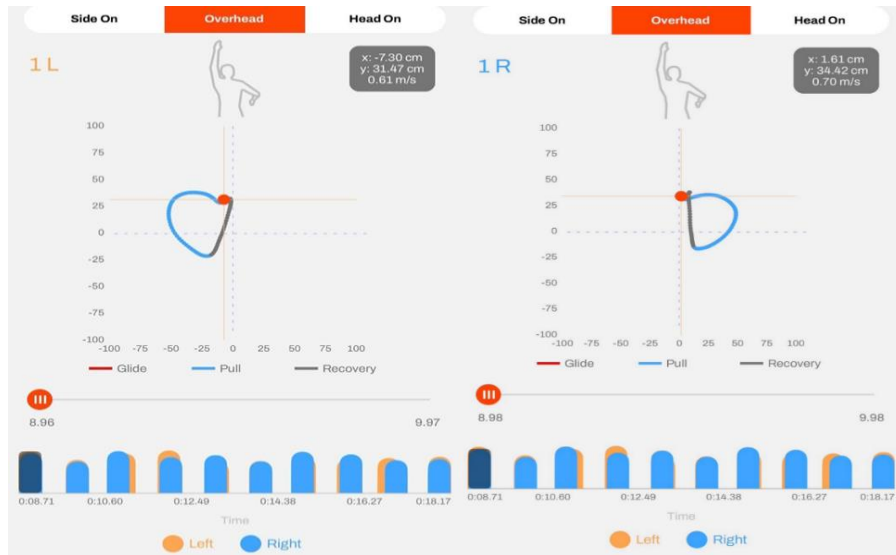 Side On Overhead Head On
1 L
x: -7.30 cm
y: 31.47 cm
0.61 m/s
100
75
50
25
0
-25
-50
-75
-100
-100 -75 -50 -25 0 25 50 75 100
Glide Pull Recovery
8.96 9.97
0:08.71 0:10.60 0:12.49 0:14.38 0:16.27 0:18.17
Time
Left Right
Side On Overhead Head On
1 R
x: 1.61 cm
y: 34.42 cm
0.70 m/s
100
75
50
25
0
-25
-50
-75
-100
-100 -75 -50 -25 0 25 50 75 100
Glide Pull Recovery
8.98 9.98
0:08.71 0:10.60 0:12.49 0:14.38 0:16.27 0:18.17
Time
Left Right